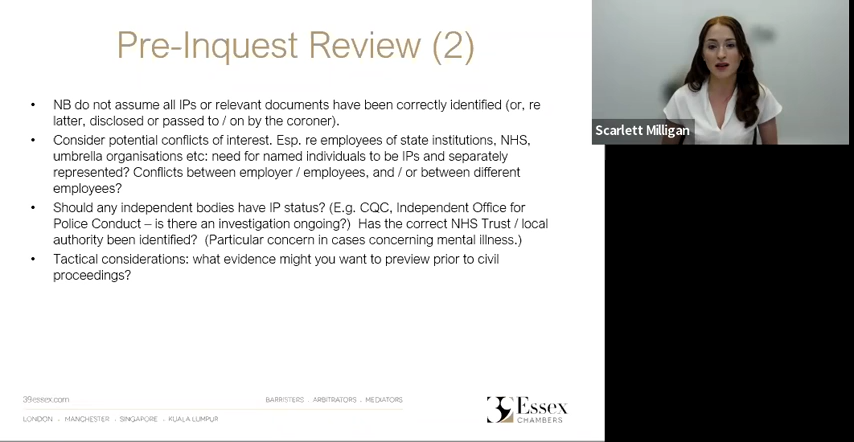 Pre-Inquest Review (2)
Scarlett Milligan
• NB do not assume all IPs or relevant documents have been correctly identified (or, re
latter, disclosed or passed to / on by the coroner).
• Consider potential conflicts of interest. Esp. re employees of state institutions, NHS,
umbrella organisations etc: need for named individuals to be IPs and separately
represented? Conflicts between employer / employees, and / or between different
employees?
• Should any independent bodies have IP status? (E.g. CQC, Independent Office for
Police Conduct – is there an investigation ongoing?) Has the correct NHS Trust / local
authority been identified? (Particular concern in cases concerning mental illness.)
• Tactical considerations: what evidence might you want to preview prior to civil
proceedings?
39essex.com
BARRISTERS . ARBITRATORS . MEDIATORS
LONDON . MANCHESTER . SINGAPORE . KUALA LUMPUR
39 Essex
CHAMBERS